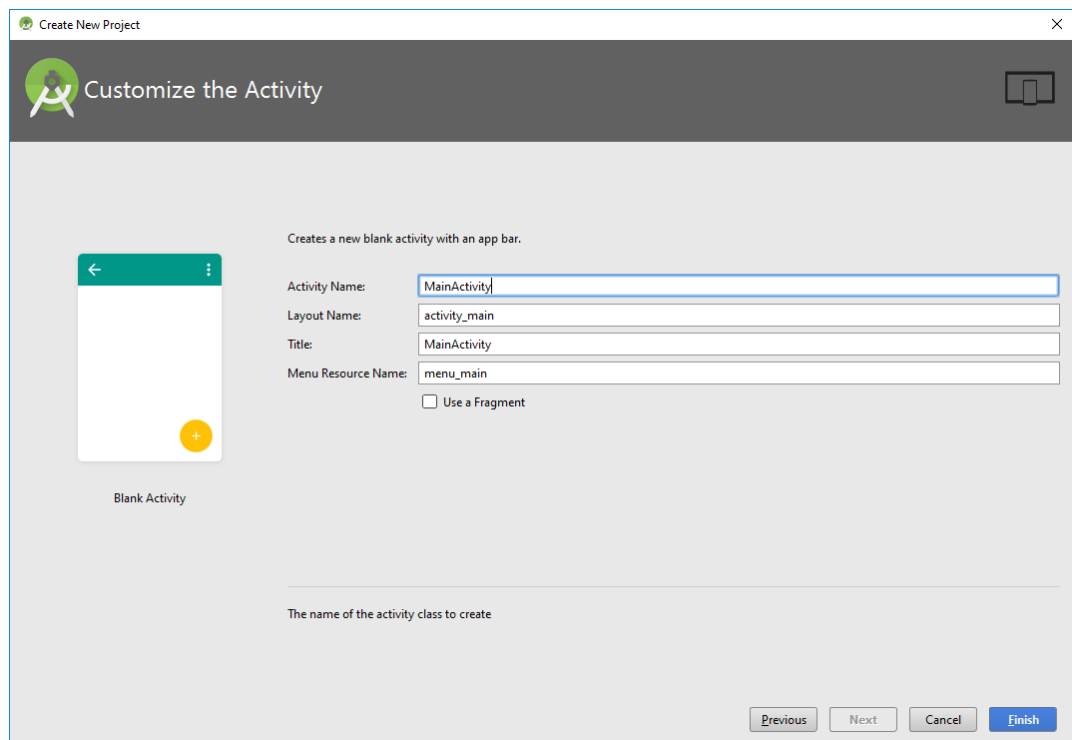 Create New Project
Customize the Activity
Creates a new blank activity with an app bar.
Activity Name: MainActivity
Layout Name: activity_main
Title: MainActivity
Menu Resource Name: menu_main
Use a Fragment
Blank Activity
The name of the activity class to create
Previous Next Cancel Finish